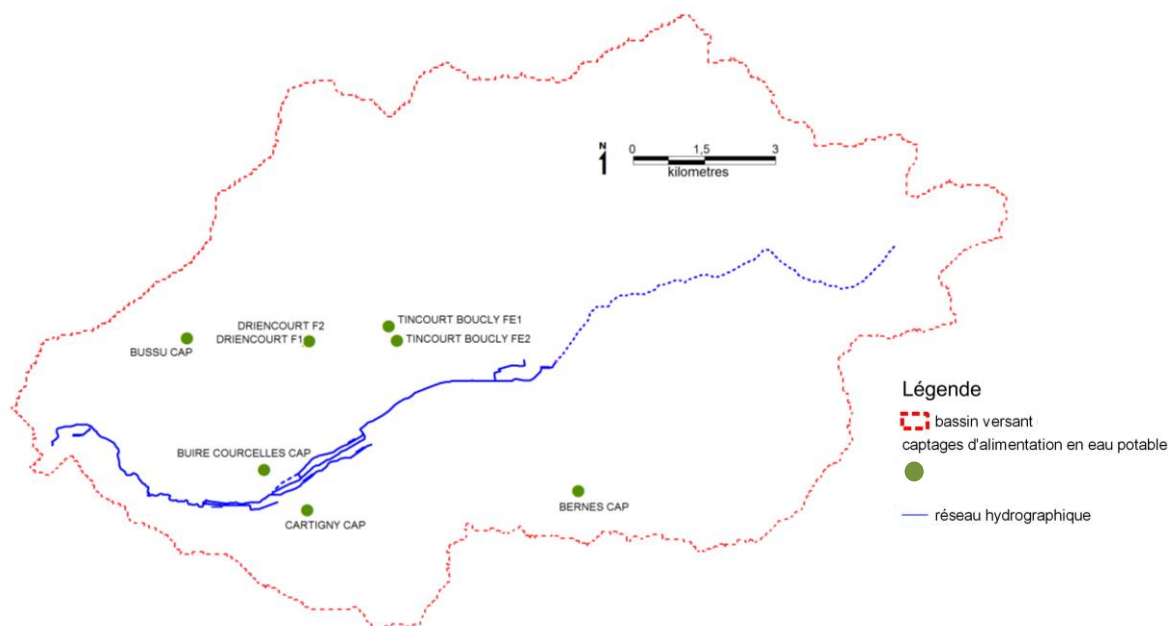 N
0 1,5 3
kilometres
TINCOURT BOUCLY FE1
DRIENCOURT F2
DRIENCOURT F1
TINCOURT BOUCLY FE2
BUSSU CAP
Légende
bassin versant
captages d'alimentation en eau potable
BUIRE COURCELLES CAP
BERNES CAP
réseau hydrographique
CARTIGNY CAP